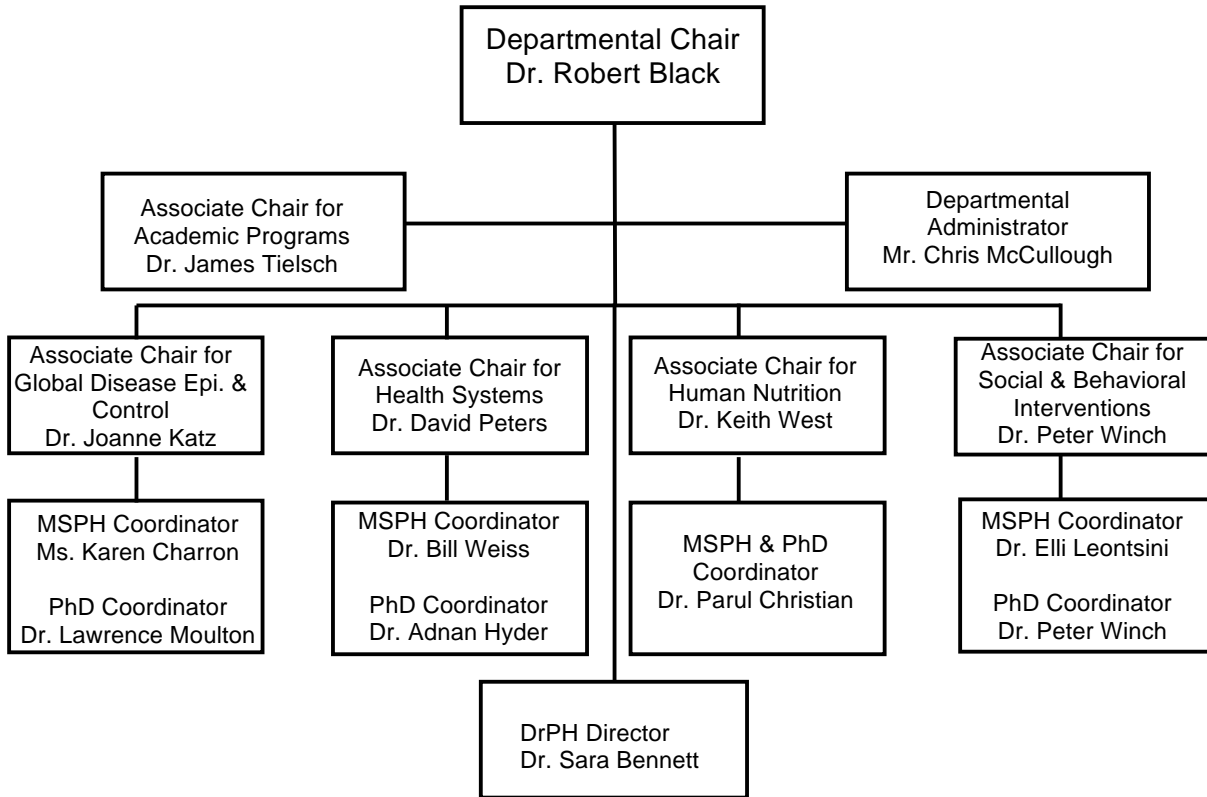 Departmental Chair
Dr. Robert Black
Associate Chair for
Academic Programs
Dr. James Tielsch
Departmental
Administrator
Mr. Chris McCullough
Associate Chair for
Global Disease Epi. &
Control
Dr. Joanne Katz
Associate Chair for
Health Systems
Dr. David Peters
Associate Chair for
Human Nutrition
Dr. Keith West
Associate Chair for
Social & Behavioral
Interventions
Dr. Peter Winch
MSPH Coordinator
Ms. Karen Charron
PhD Coordinator
Dr. Lawrence Moulton
MSPH Coordinator
Dr. Bill Weiss
PhD Coordinator
Dr. Adnan Hyder
MSPH & PhD
Coordinator
Dr. Parul Christian
MSPH Coordinator
Dr. Elli Leontsini
PhD Coordinator
Dr. Peter Winch
DrPH Director
Dr. Sara Bennett